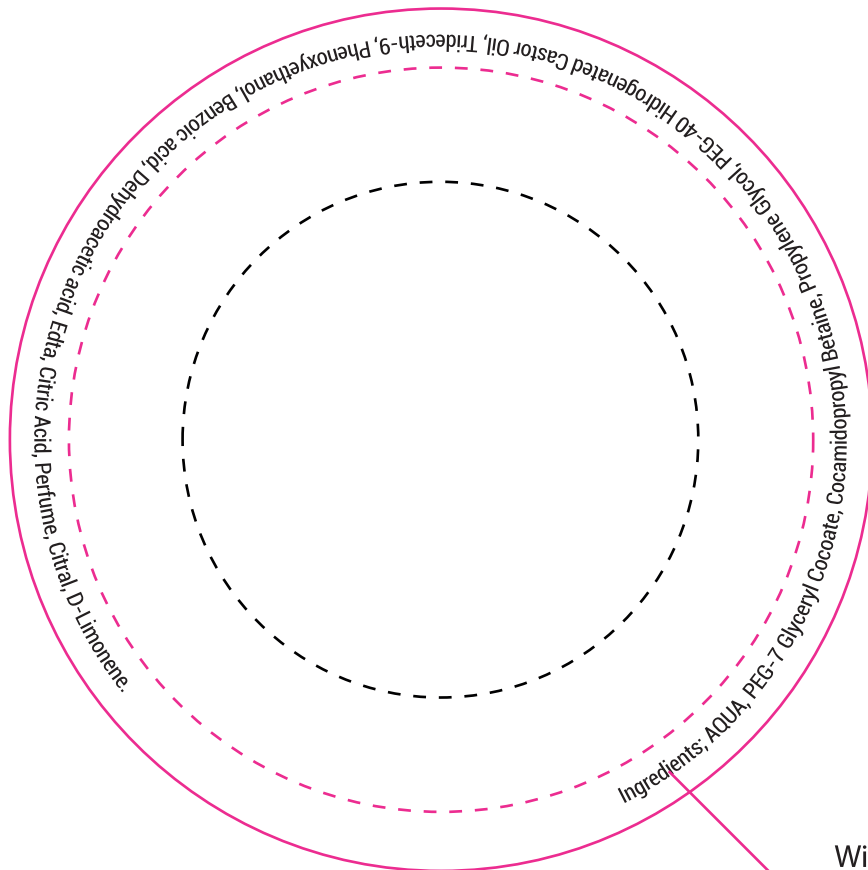 Ingredients; AQUA, PEG-7 Glyceryl Cocoate, Cocamidopropyl Betaine, Propylene Glycol, PEG-40 Hidrogenated Castor Oil, Trideceth-9, Phenoxyethanol, Benzoic acid, Dehydroacetic acid, Edta, Citric Acid, Perfume, Citral, D-Limonene.
Wi